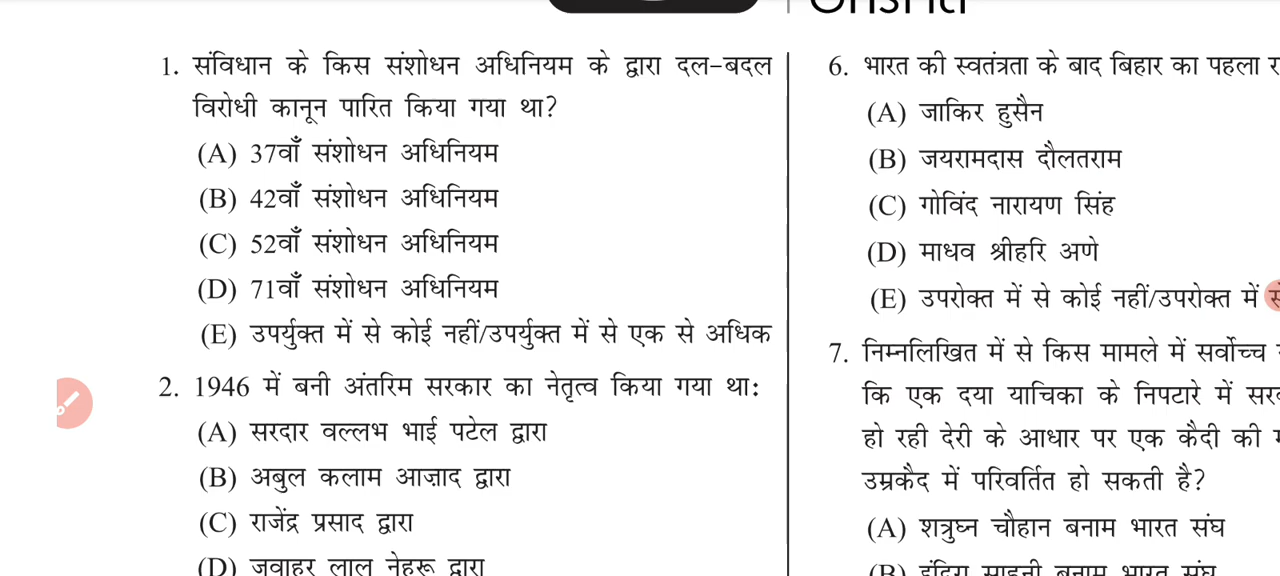 1. संविधान के किस संशोधन अधिनियम के द्वारा दल-बदल
विरोधी कानून पारित किया गया था?
(A) 37वाँ संशोधन अधिनियम
(B) 42वाँ संशोधन अधिनियम
(C) 52वाँ संशोधन अधिनियम
(D) 71वाँ संशोधन अधिनियम
(E) उपर्युक्त में से कोई नहीं/उपर्युक्त में से एक से अधिक
2. 1946 में बनी अंतरिम सरकार का नेतृत्व किया गया था:
(A) सरदार वल्लभ भाई पटेल द्वारा
(B) अबुल कलाम आज़ाद द्वारा
(C) राजेंद्र प्रसाद द्वारा
(D) जवाहर लाल नेहरू द्वारा
6. भारत की स्वतंत्रता के बाद बिहार का पहला
(A) जाकिर हुसैन
(B) जयरामदास दौलतराम
(C) गोविंद नारायण सिंह
(D) माधव श्रीहरि अणे
(E) उपरोक्त में से कोई नहीं/उपरोक्त में
7. निम्नलिखित में से किस मामले में सर्वोच्च
कि एक दया याचिका के निपटारे में
हो रही देरी के आधार पर एक कैदी की
उम्रकैद में परिवर्तित हो सकती है?
(A) शत्रुघ्न चौहान बनाम भारत संघ
(B) इंदिरा साहनी बनाम भारत संघ